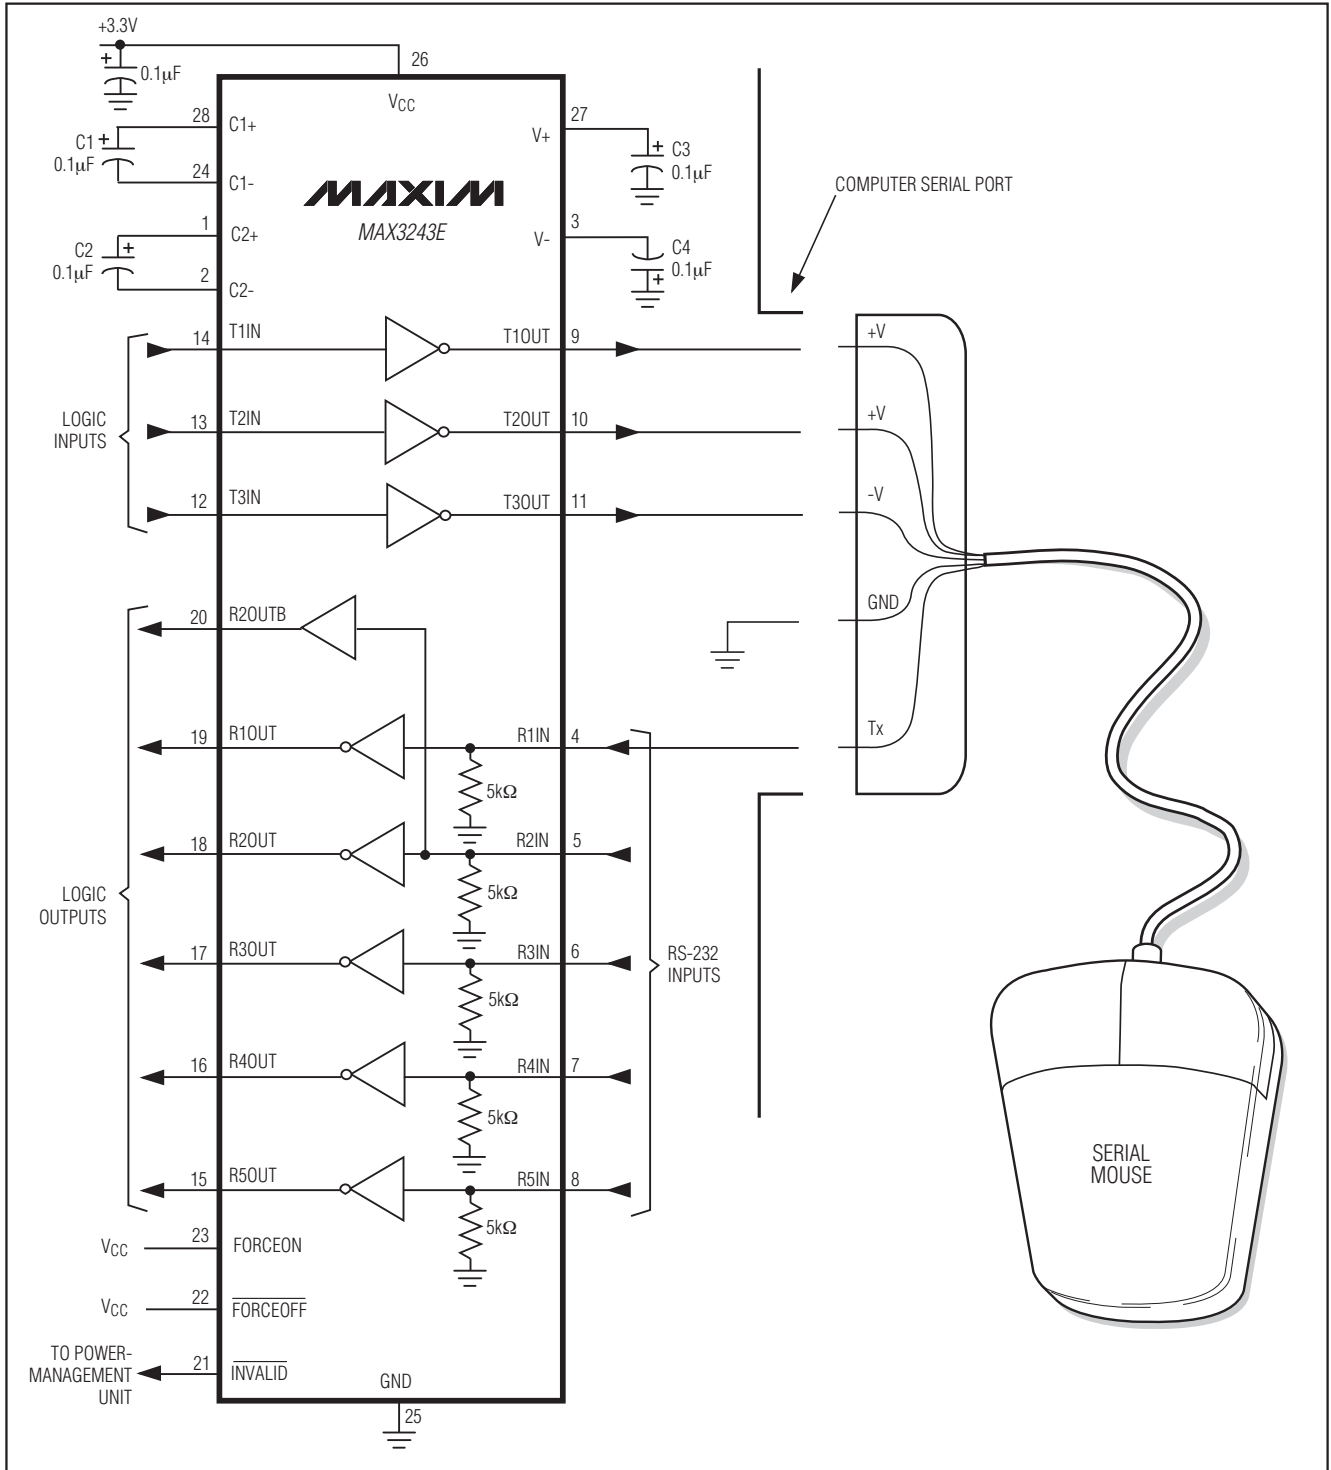 +3.3V
+
0.1µF
26
VCC
28
C1+
C1
+
0.1µF
24
C1-
1
C2+
C2
+
0.1µF
2
C2-
MAXIM
MAX3243E
27
V+
+
C3
0.1µF
3
V-
C4
0.1µF
+
COMPUTER SERIAL PORT
LOGIC
INPUTS
14
T1IN
T1OUT
9
+V
13
T2IN
T2OUT
10
+V
12
T3IN
T3OUT
11
-V
20
R2OUTB
GND
19
R1OUT
R1IN
4
Tx
5kΩ
18
R2OUT
R2IN
5
5kΩ
LOGIC
OUTPUTS
17
R3OUT
R3IN
6
5kΩ
RS-232
INPUTS
16
R4OUT
R4IN
7
5kΩ
15
R5OUT
R5IN
8
5kΩ
VCC
23
FORCEON
VCC
22
FORCEOFF
TO POWER-
MANAGEMENT
UNIT
21
INVALID
GND
25
SERIAL
MOUSE